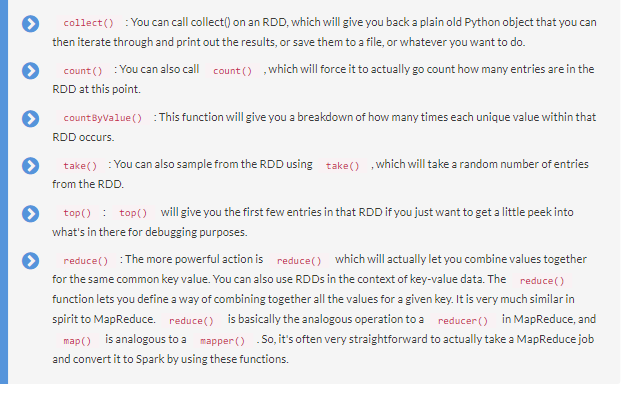 collect() : You can call collect() on an RDD, which will give you back a plain old Python object that you can
then iterate through and print out the results, or save them to a file, or whatever you want to do.
count() : You can also call count() , which will force it to actually go count how many entries are in the
RDD at this point.
countByValue() : This function will give you a breakdown of how many times each unique value within that
RDD occurs.
take() : You can also sample from the RDD using take() , which will take a random number of entries
from the RDD.
top() : top() will give you the first few entries in that RDD if you just want to get a little peek into
what's in there for debugging purposes.
reduce() : The more powerful action is reduce() which will actually let you combine values together
for the same common key value. You can also use RDDs in the context of key-value data. The reduce()
function lets you define a way of combining together all the values for a given key. It is very much similar in
spirit to MapReduce. reduce() is basically the analogous operation to a reducer() in MapReduce, and
map() is analogous to a mapper() . So, it's often very straightforward to actually take a MapReduce job
and convert it to Spark by using these functions.